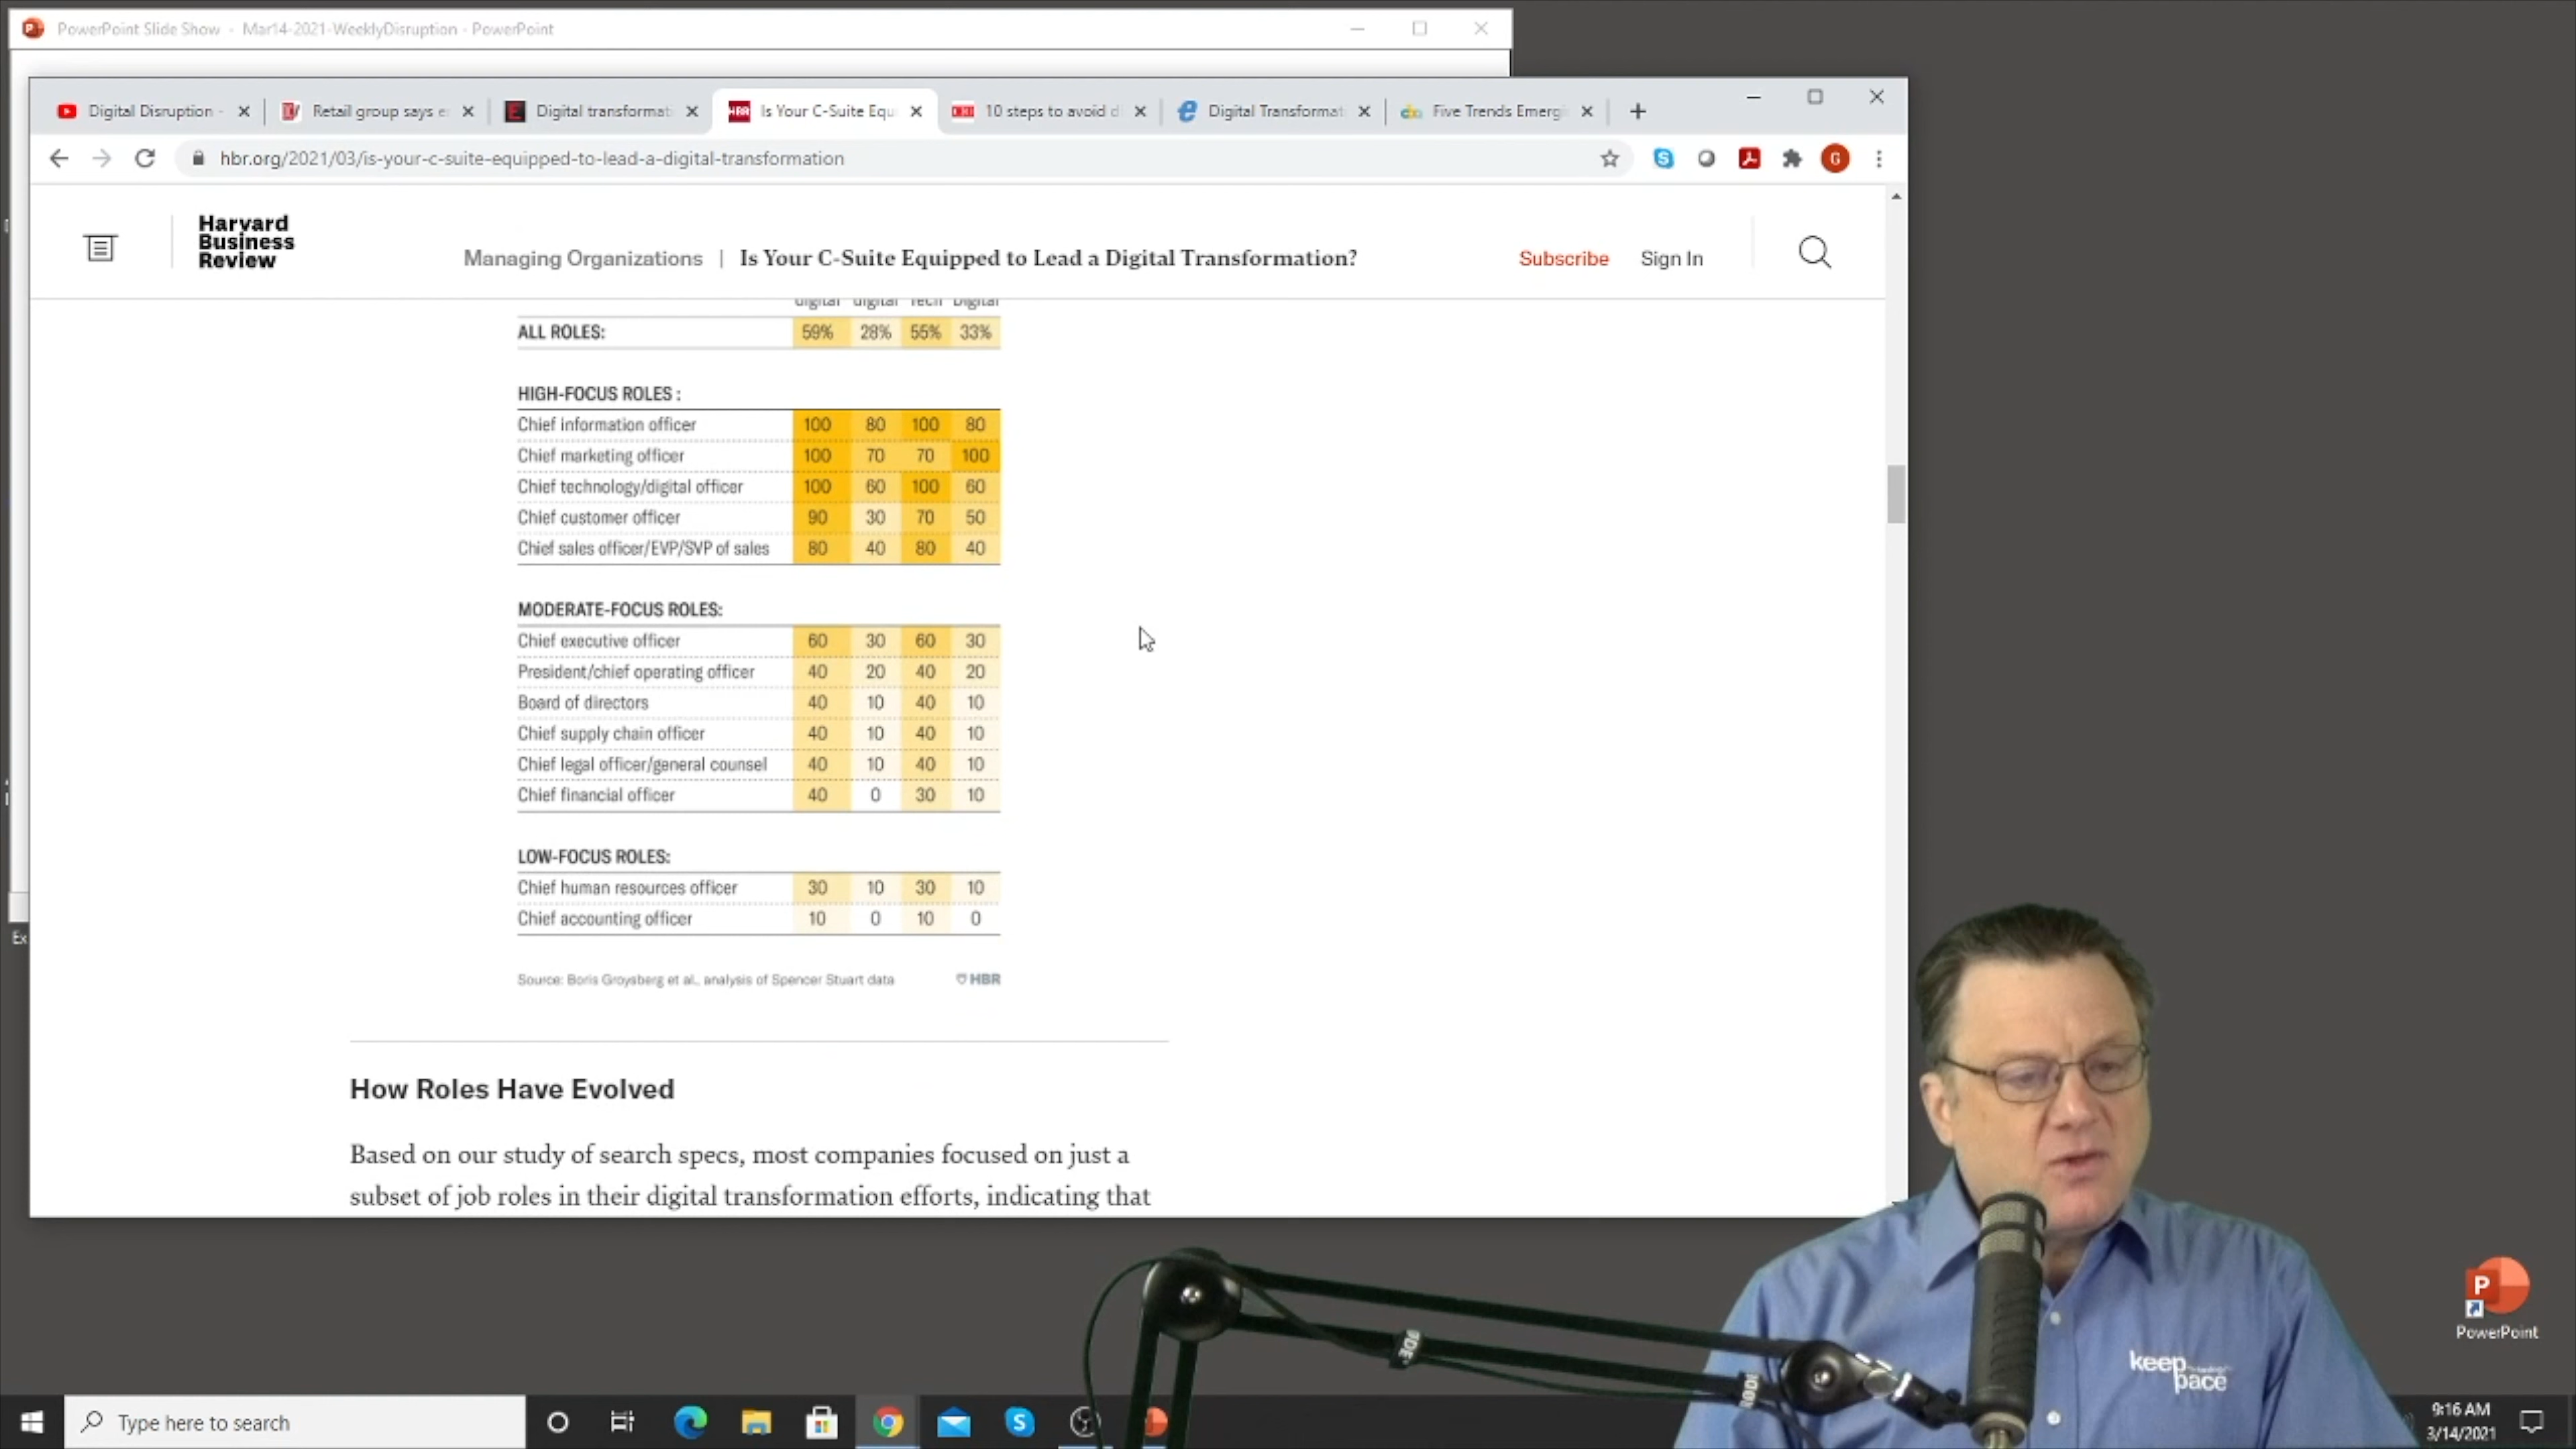 PowerPoint Slide Show - Mar14-2021-WeeklyDisruption - PowerPoint
Digital Disruption - Retail group says e Digital transformat Is Your C-Suite Equ 10 steps to avoid d Digital Transformat Five Trends Emergi
hbr.org/2021/03/is-your-c-suite-equipped-to-lead-a-digital-transformation
G
Harvard
Business
Review
Managing Organizations | Is Your C-Suite Equipped to Lead a Digital Transformation?
Subscribe Sign In
digital digital Tech Digital
ALL ROLES: 59% 28% 55% 33%
HIGH-FOCUS ROLES :
Chief information officer 100 80 100 80
Chief marketing officer 100 70 70 100
Chief technology/digital officer 100 60 100 60
Chief customer officer 90 30 70 50
Chief sales officer/EVP/SVP of sales 80 40 80 40
MODERATE-FOCUS ROLES:
Chief executive officer 60 30 60 30
President/chief operating officer 40 20 40 20
Board of directors 40 10 40 10
Chief supply chain officer 40 10 40 10
Chief legal officer/general counsel 40 10 40 10
Chief financial officer 40 0 30 10
LOW-FOCUS ROLES:
Chief human resources officer 30 10 30 10
Chief accounting officer 10 0 10 0
Source: Boris Groysberg et al., analysis of Spencer Stuart data HBR
How Roles Have Evolved
Based on our study of search specs, most companies focused on just a
subset of job roles in their digital transformation efforts, indicating that
Ex
PowerPoint
keep
pace
Type here to search
9:16 AM
3/14/2021